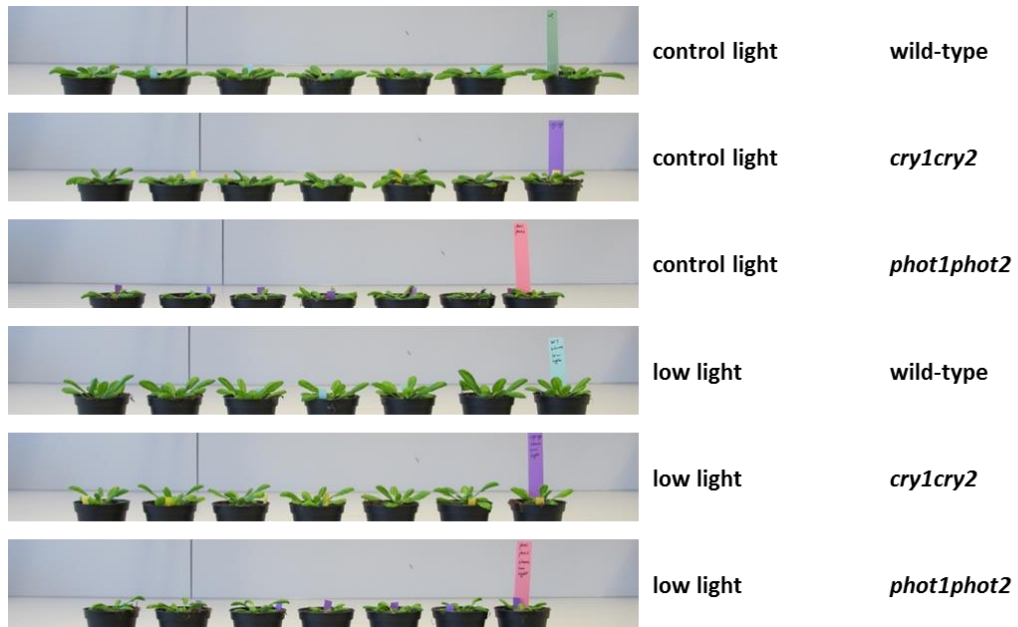 control light wild-type
control light cry1cry2
control light phot1phot2
low light wild-type
low light cry1cry2
low light phot1phot2